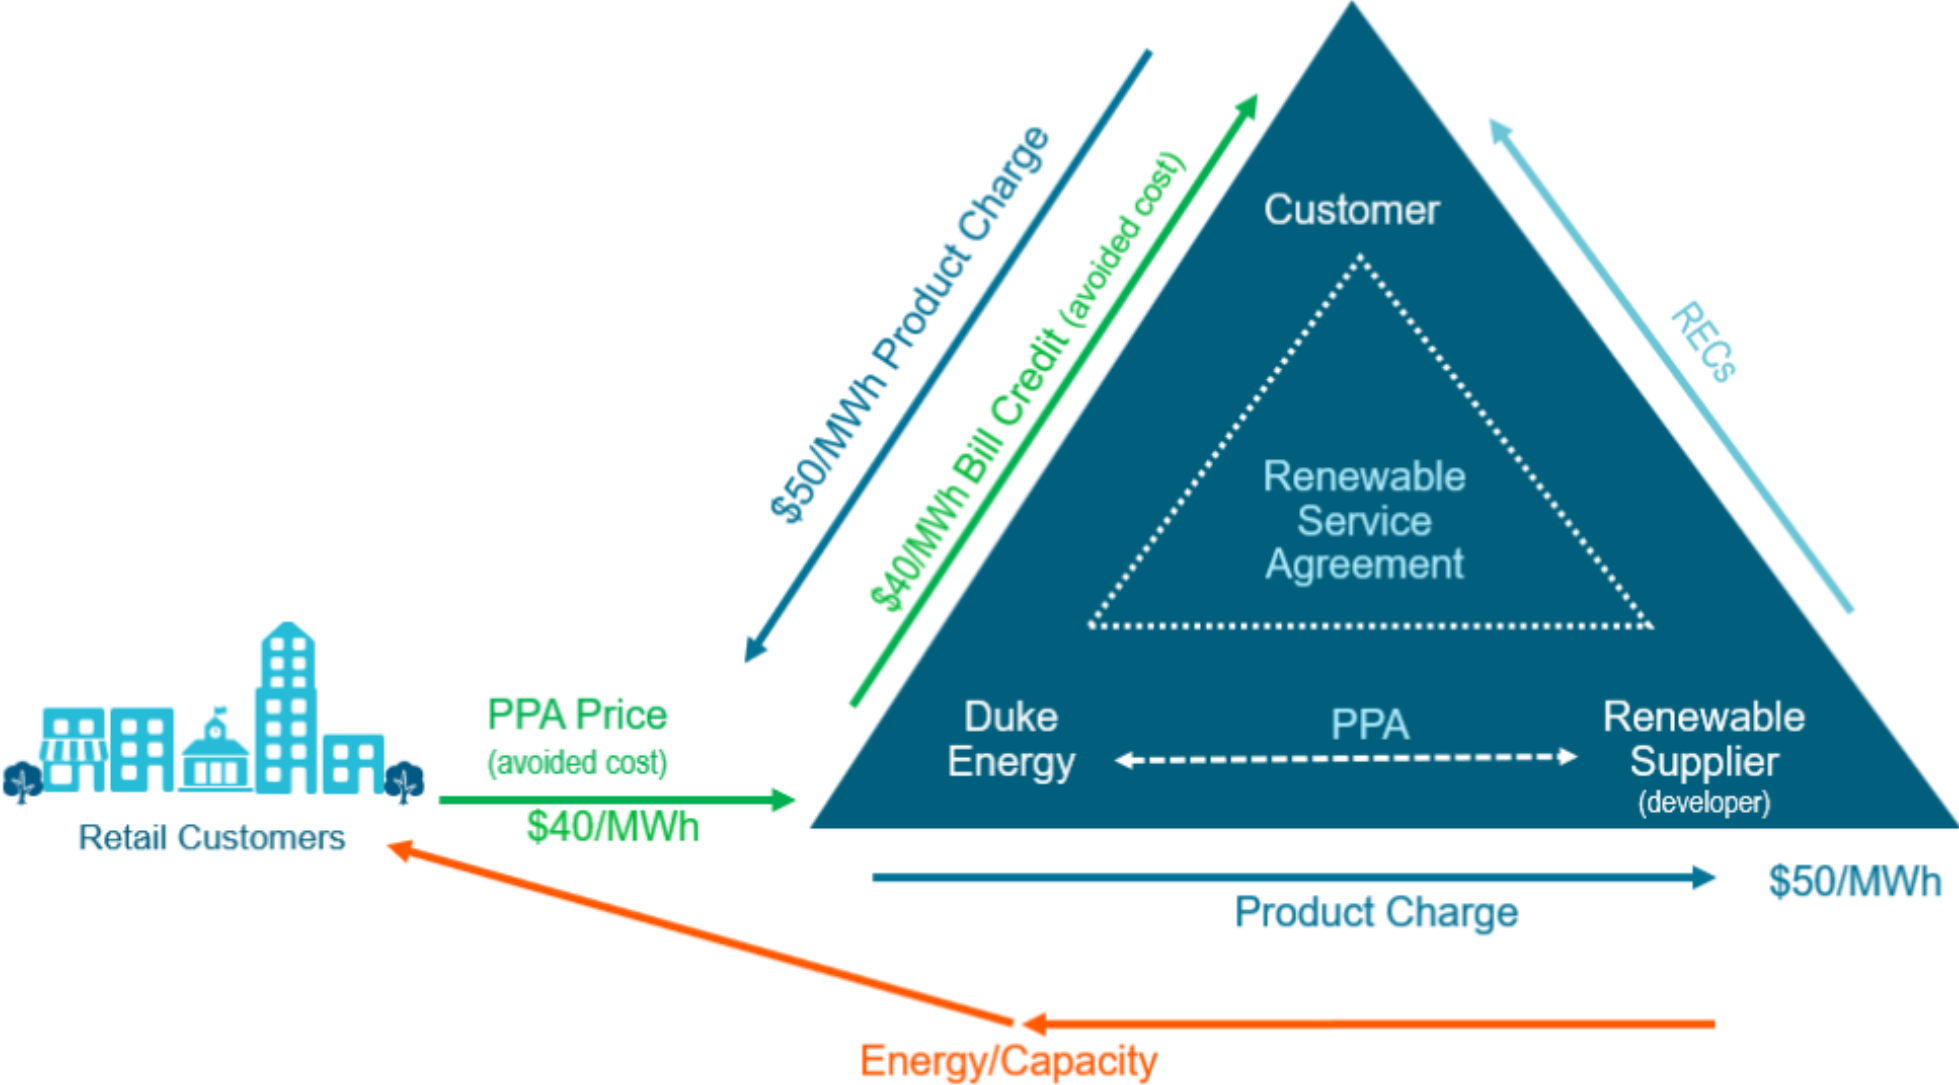 $50/MWh Product Charge
$40/MWh Bill Credit (avoided cost)
Customer
RECs
Renewable
Service
Agreement
Duke
Energy
PPA
Renewable
Supplier
(developer)
PPA Price
(avoided cost)
$40/MWh
Retail Customers
$50/MWh
Product Charge
Energy/Capacity